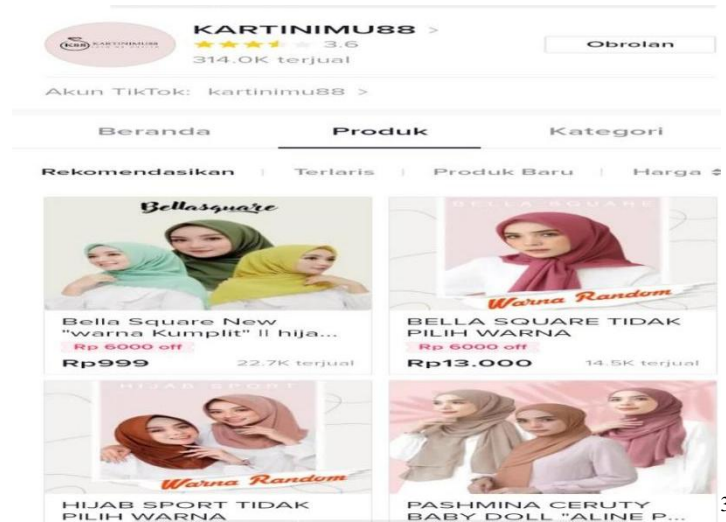 KARTINIMU88 >
K88 KARTINIMU88
3.6
Obrolan
314.0K terjual
Akun TikTok: kartinimu88 >
Beranda Produk Kategori
Rekomendasikan | Terlaris | Produk Baru | Harga
Bellasquare
BELLA SQUARE
Warna Random
Bella Square New
"warna Kumplit" || hija...
Rp 6000 off
Rp999 22.7K terjual
BELLA SQUARE TIDAK
PILIH WARNA
Rp 6000 off
Rp13.000 14.5K terjual
HIJAB SPORT
Warna Random
HIJAB SPORT TIDAK
PILIH WARNA
PASHMINA CERUTY
BABY DOLL "ALINE P...